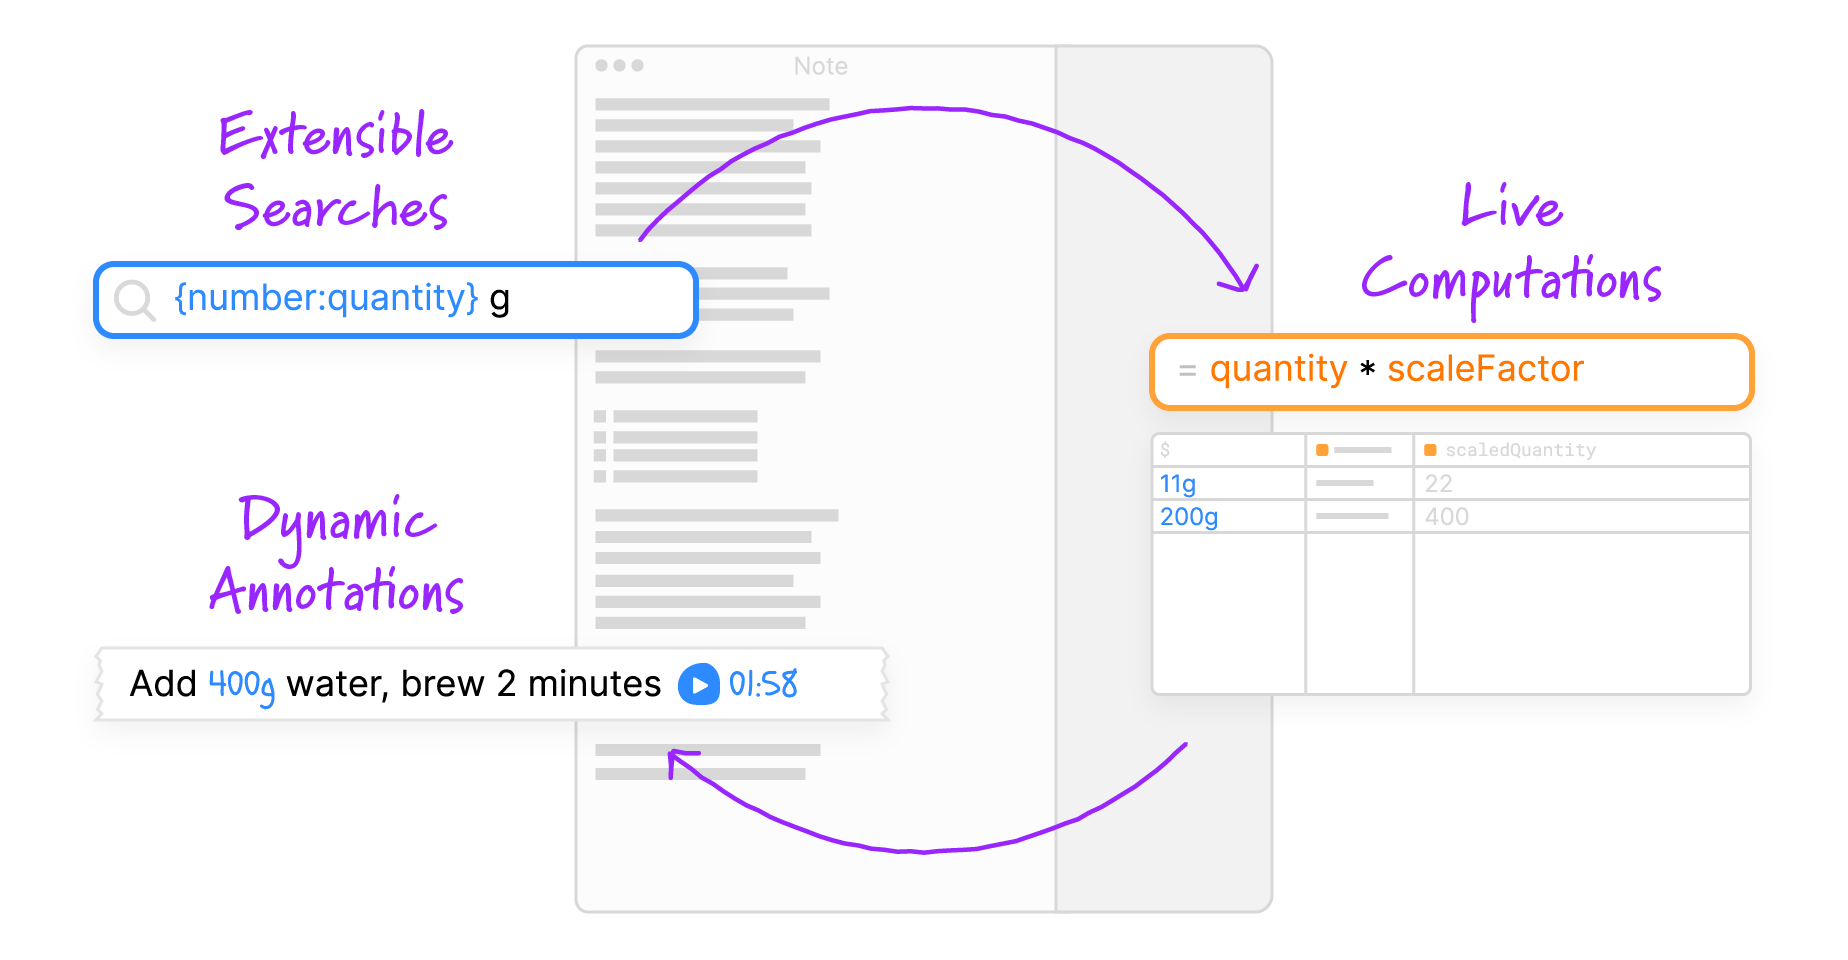 Note
Extensible
Searches
{number:quantity} g
Live
Computations
= quantity * scaleFactor
$ scaledQuantity
11g 22
200g 400
Dynamic
Annotations
Add 400g water, brew 2 minutes 01:58